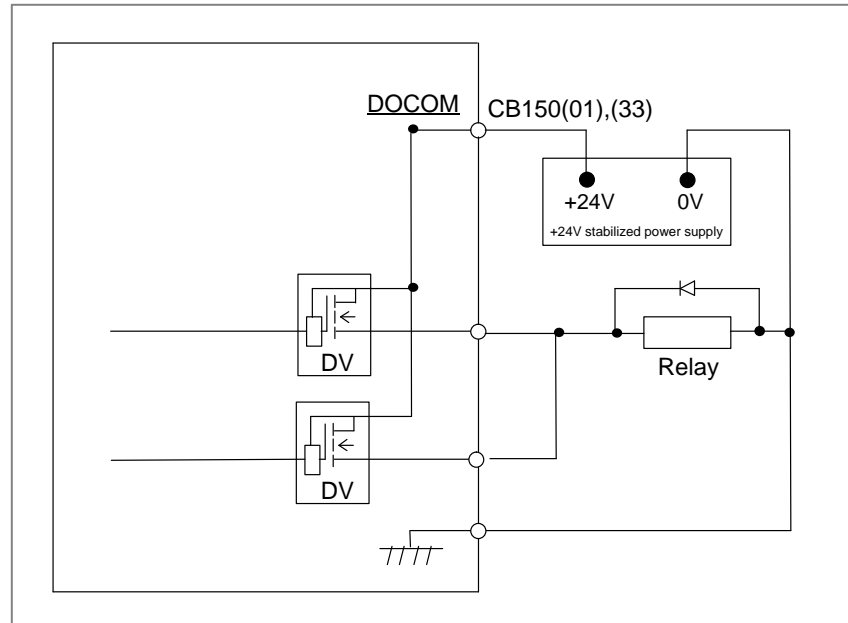 DOCOM
CB150(01),(33)
+24V
0V
+24V stabilized power supply
DV
Relay
DV